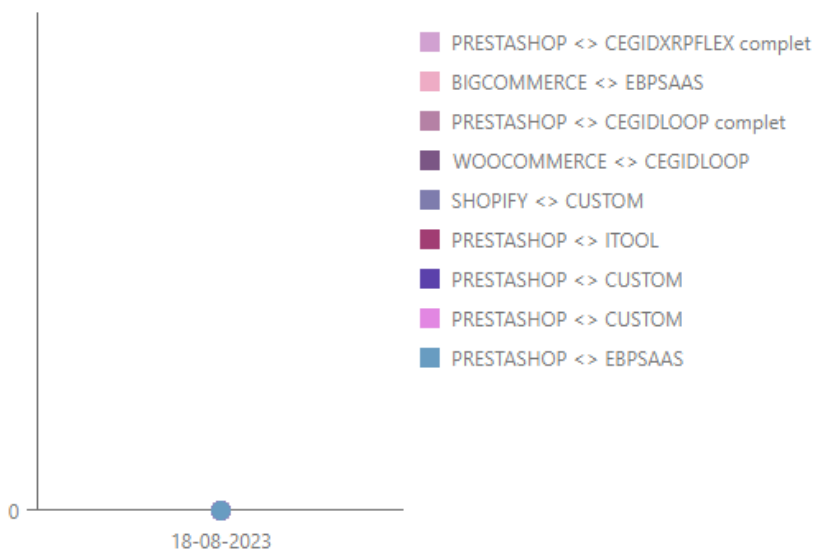 PRESTASHOP <> CEGIDXRPFLEX complet
BIGCOMMERCE <> EBPSAAS
PRESTASHOP <> CEGIDLOOP complet
WOOCOMMERCE <> CEGIDLOOP
SHOPIFY <> CUSTOM
PRESTASHOP <> ITOOL
PRESTASHOP <> CUSTOM
PRESTASHOP <> CUSTOM
PRESTASHOP <> EBPSAAS
0
18-08-2023